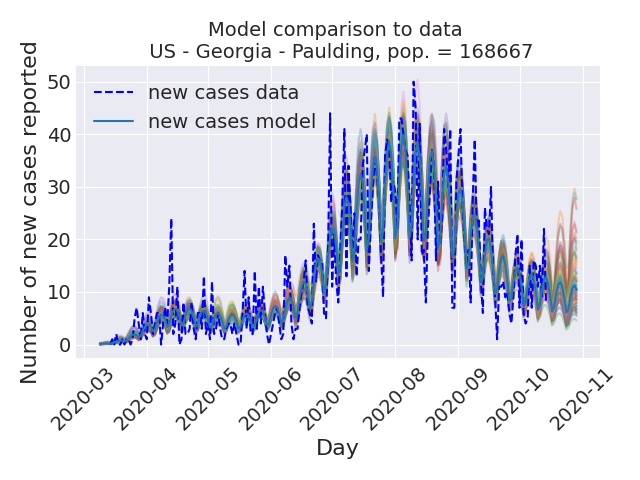 Model comparison to data
US - Georgia - Paulding, pop. = 168667
Number of new cases reported
50
40
30
20
10
0
new cases data
new cases model
2020-03
2020-04
2020-05
2020-06
2020-07
2020-08
2020-09
2020-10
2020-11
Day